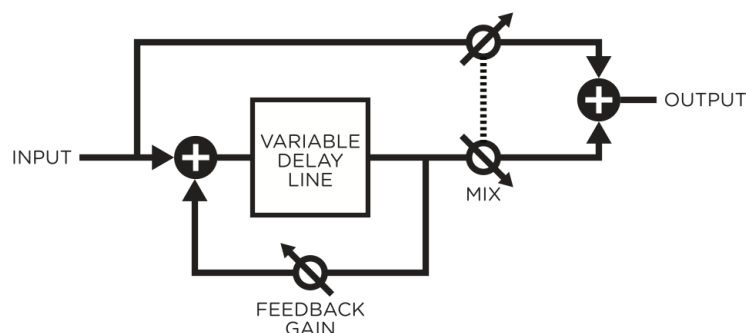 INPUT
VARIABLE
DELAY
LINE
FEEDBACK
GAIN
MIX
OUTPUT